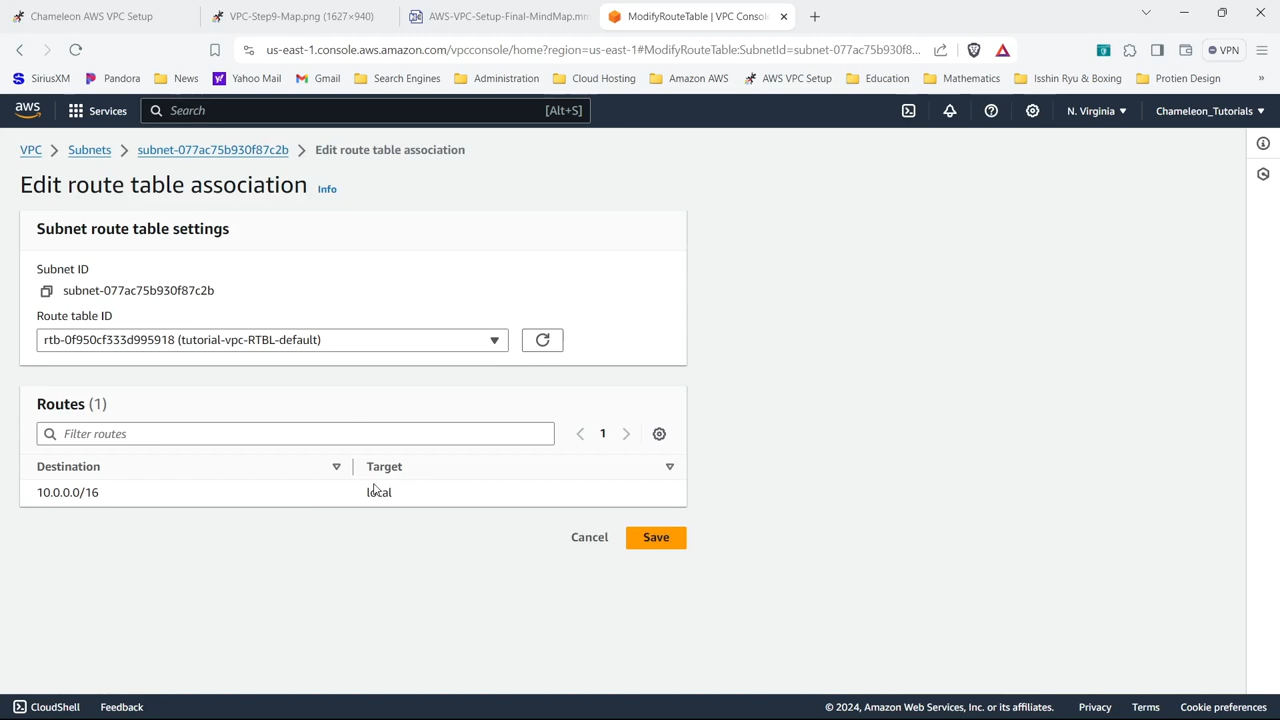 Chameleon AWS VPC Setup
VPC-Step9-Map.png (1627×940)
AWS-VPC-Setup-Final-MindMap.mm
ModifyRouteTable | VPC Consol
us-east-1.console.aws.amazon.com/vpcconsole/home?region=us-east-1#ModifyRouteTable:SubnetId=subnet-077ac75b930f8...
VPN
SiriusXM
Pandora
News
Yahoo Mail
Gmail
Search Engines
Administration
Cloud Hosting
Amazon AWS
AWS VPC Setup
Education
Mathematics
Isshin Ryu & Boxing
Protien Design
»
aws
Services
Search
[Alt+S]
N. Virginia
Chameleon_Tutorials
VPC
Subnets
subnet-077ac75b930f87c2b
Edit route table association
Edit route table association
Info
Subnet route table settings
Subnet ID
subnet-077ac75b930f87c2b
Route table ID
rtb-0f950cf333d995918 (tutorial-vpc-RTBL-default)
Routes (1)
Filter routes
1
Destination
Target
10.0.0.0/16
local
Cancel
Save
CloudShell
Feedback
© 2024, Amazon Web Services, Inc. or its affiliates.
Privacy
Terms
Cookie preferences